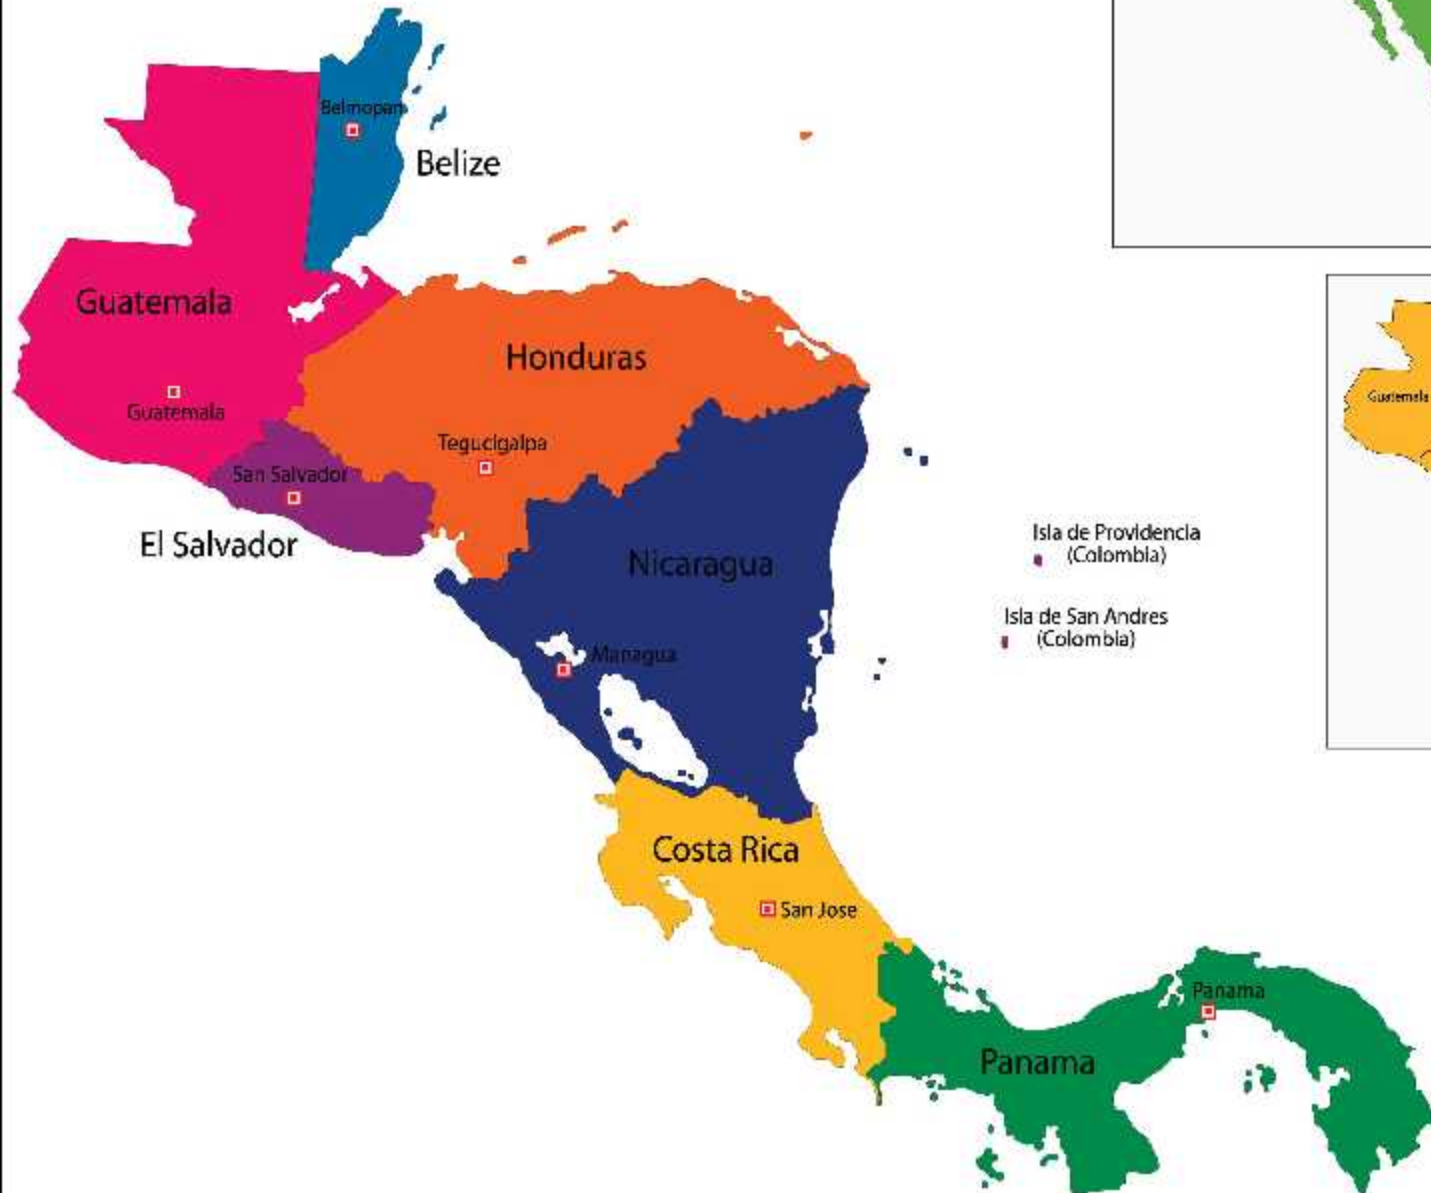 Belmopan
Belize
Guatemala
Honduras
Guatemala
Guatemala
Tegucigalpa
San Salvador
El Salvador
Isla de Providencia
(Colombia)
Nicaragua
Isla de San Andres
(Colombia)
Managua
Costa Rica
San Jose
Panama
Panama